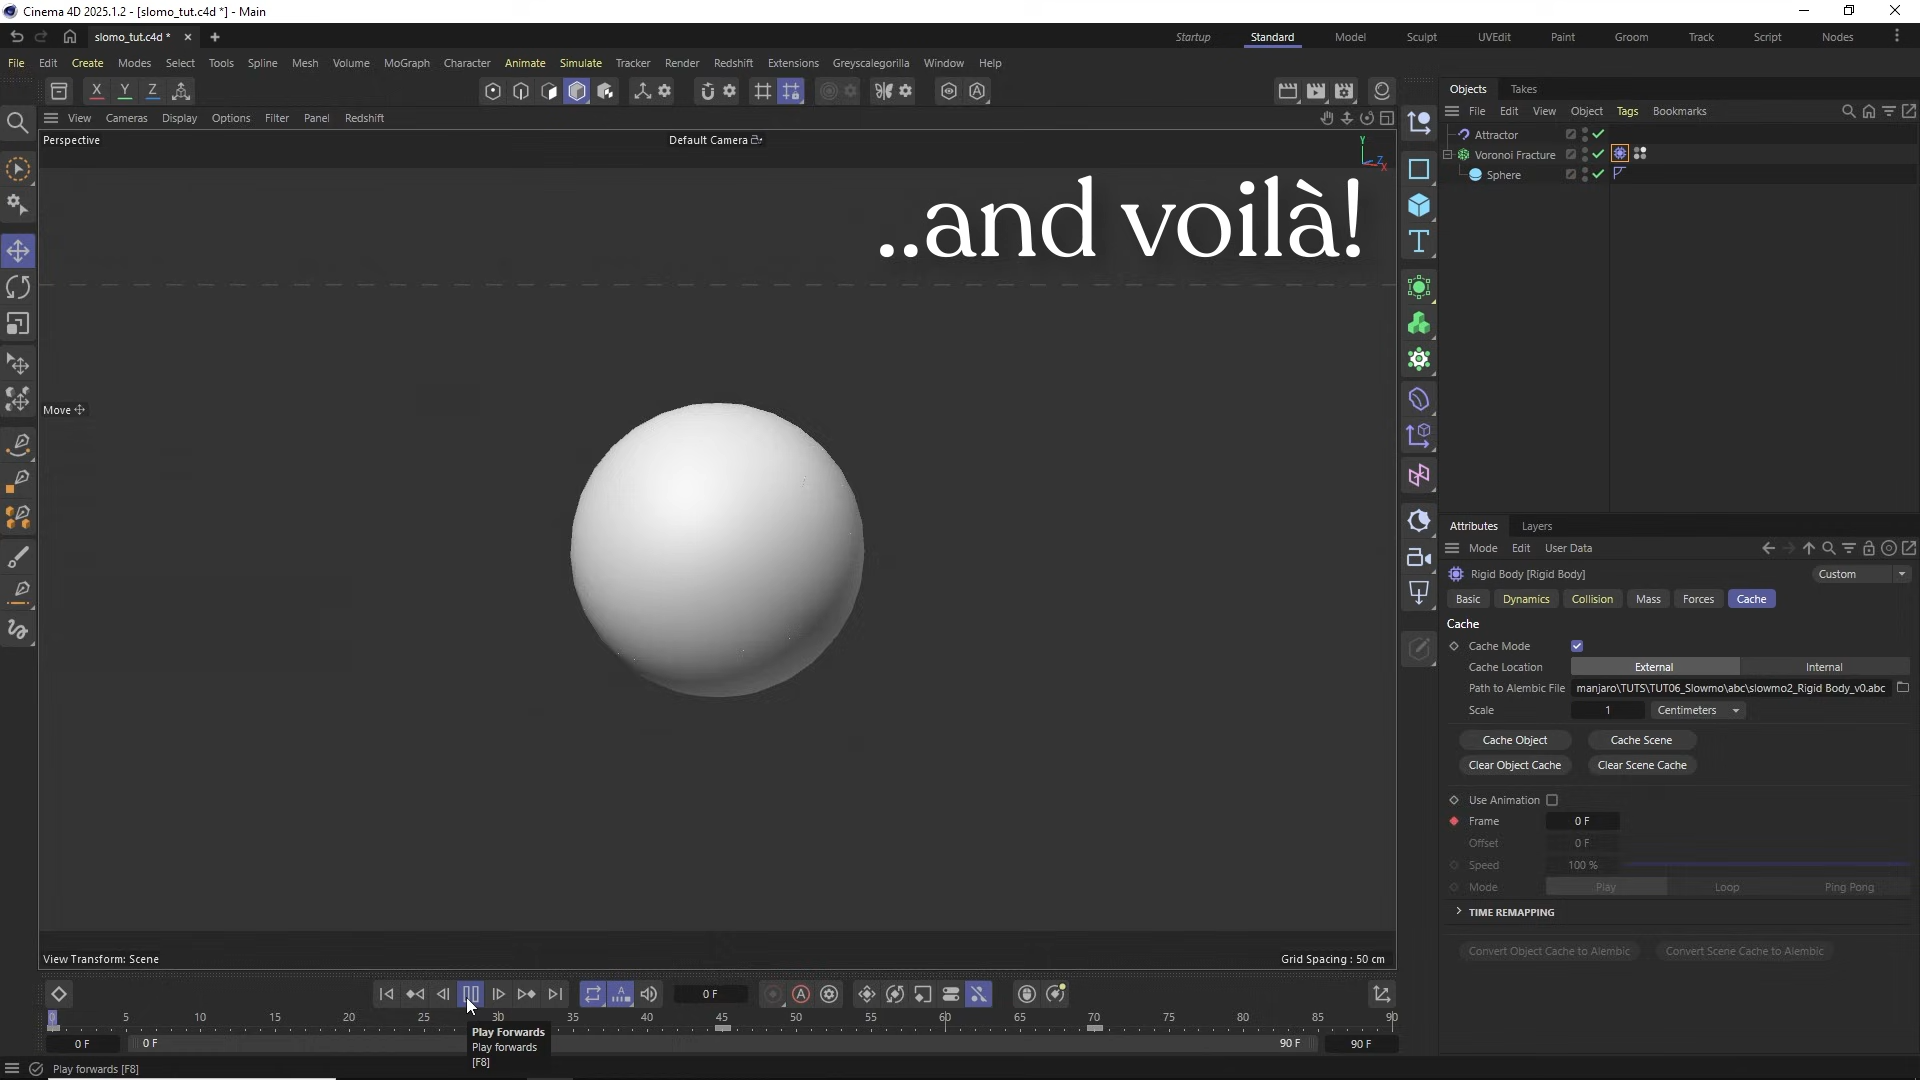 Cinema 4D 2025.1.2 - [slomo_tut.c4d *] - Main
slomo_tut.c4d *
Startup Standard Model Sculpt UVEdit Paint Groom Track Script Nodes
File Edit Create Modes Select Tools Spline Mesh Volume MoGraph Character Animate Simulate Tracker Render Redshift Extensions Greyscalegorilla Window Help
X Y Z
Objects Takes
File Edit View Object Tags Bookmarks
View Cameras Display Options Filter Panel Redshift
Perspective
Default Camera
Y
Z
X
Attractor
Voronoi Fracture
Sphere
..and voilà!
Move
Attributes Layers
Mode Edit User Data
Rigid Body [Rigid Body]
Custom
Basic Dynamics Collision Mass Forces Cache
Cache
Cache Mode
Cache Location External Internal
Path to Alembic File manjaro\TUTS\TUT06_Slowmo\abc\slowmo2_Rigid Body_v0.abc
Scale 1 Centimeters
Cache Object Cache Scene
Clear Object Cache Clear Scene Cache
Use Animation
Frame 0 F
Offset 0 F
Speed 100 %
Mode Play Loop Ping Pong
TIME REMAPPING
Convert Object Cache to Alembic Convert Scene Cache to Alembic
View Transform: Scene
Grid Spacing : 50 cm
0 F
0 5 10 15 20 25 30 35 40 45 50 55 60 65 70 75 80 85 90
Play Forwards
Play forwards
[F8]
0 F 0 F 90 F 90 F
Play forwards [F8]